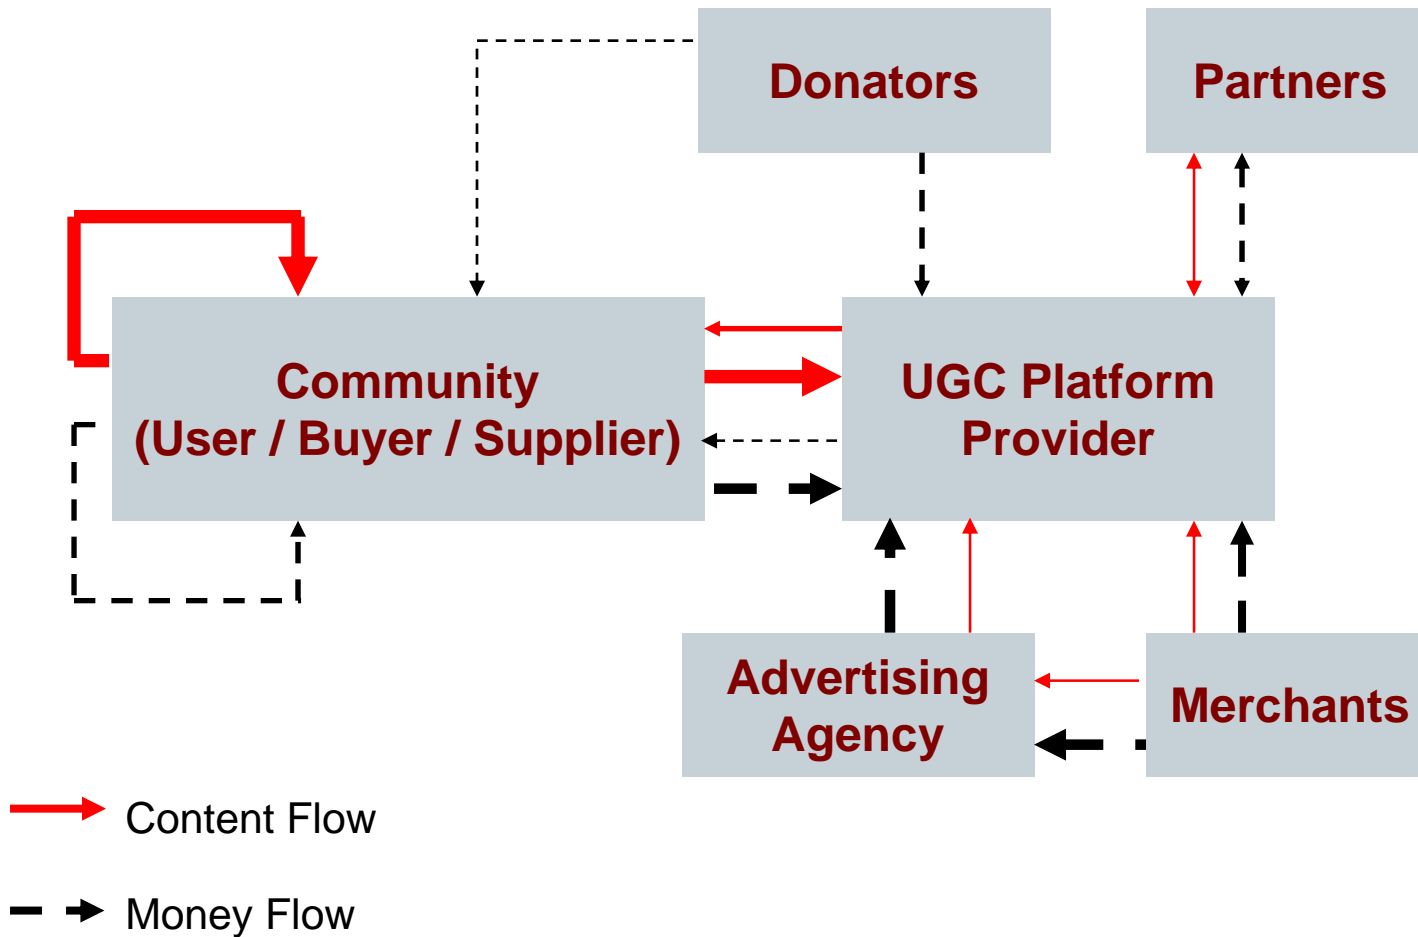 Donators
Partners
Community
(User / Buyer / Supplier)
UGC Platform
Provider
Advertising
Agency
Merchants
Content Flow
Money Flow